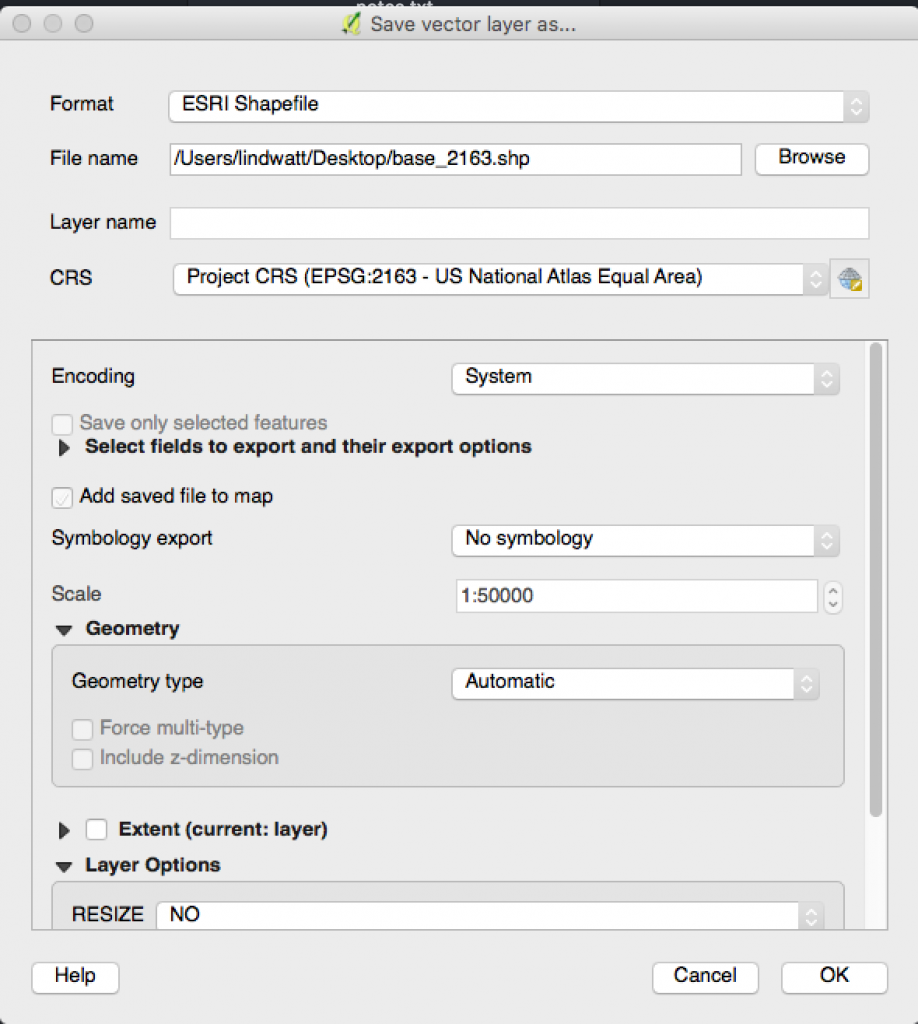 notes.txt
Save vector layer as...
Format ESRI Shapefile
File name /Users/lindwatt/Desktop/base_2163.shp Browse
Layer name
CRS Project CRS (EPSG:2163 - US National Atlas Equal Area)
Encoding System
Save only selected features
Select fields to export and their export options
Add saved file to map
Symbology export No symbology
Scale 1:50000
Geometry
Geometry type Automatic
Force multi-type
Include z-dimension
Extent (current: layer)
Layer Options
RESIZE NO
Help Cancel OK